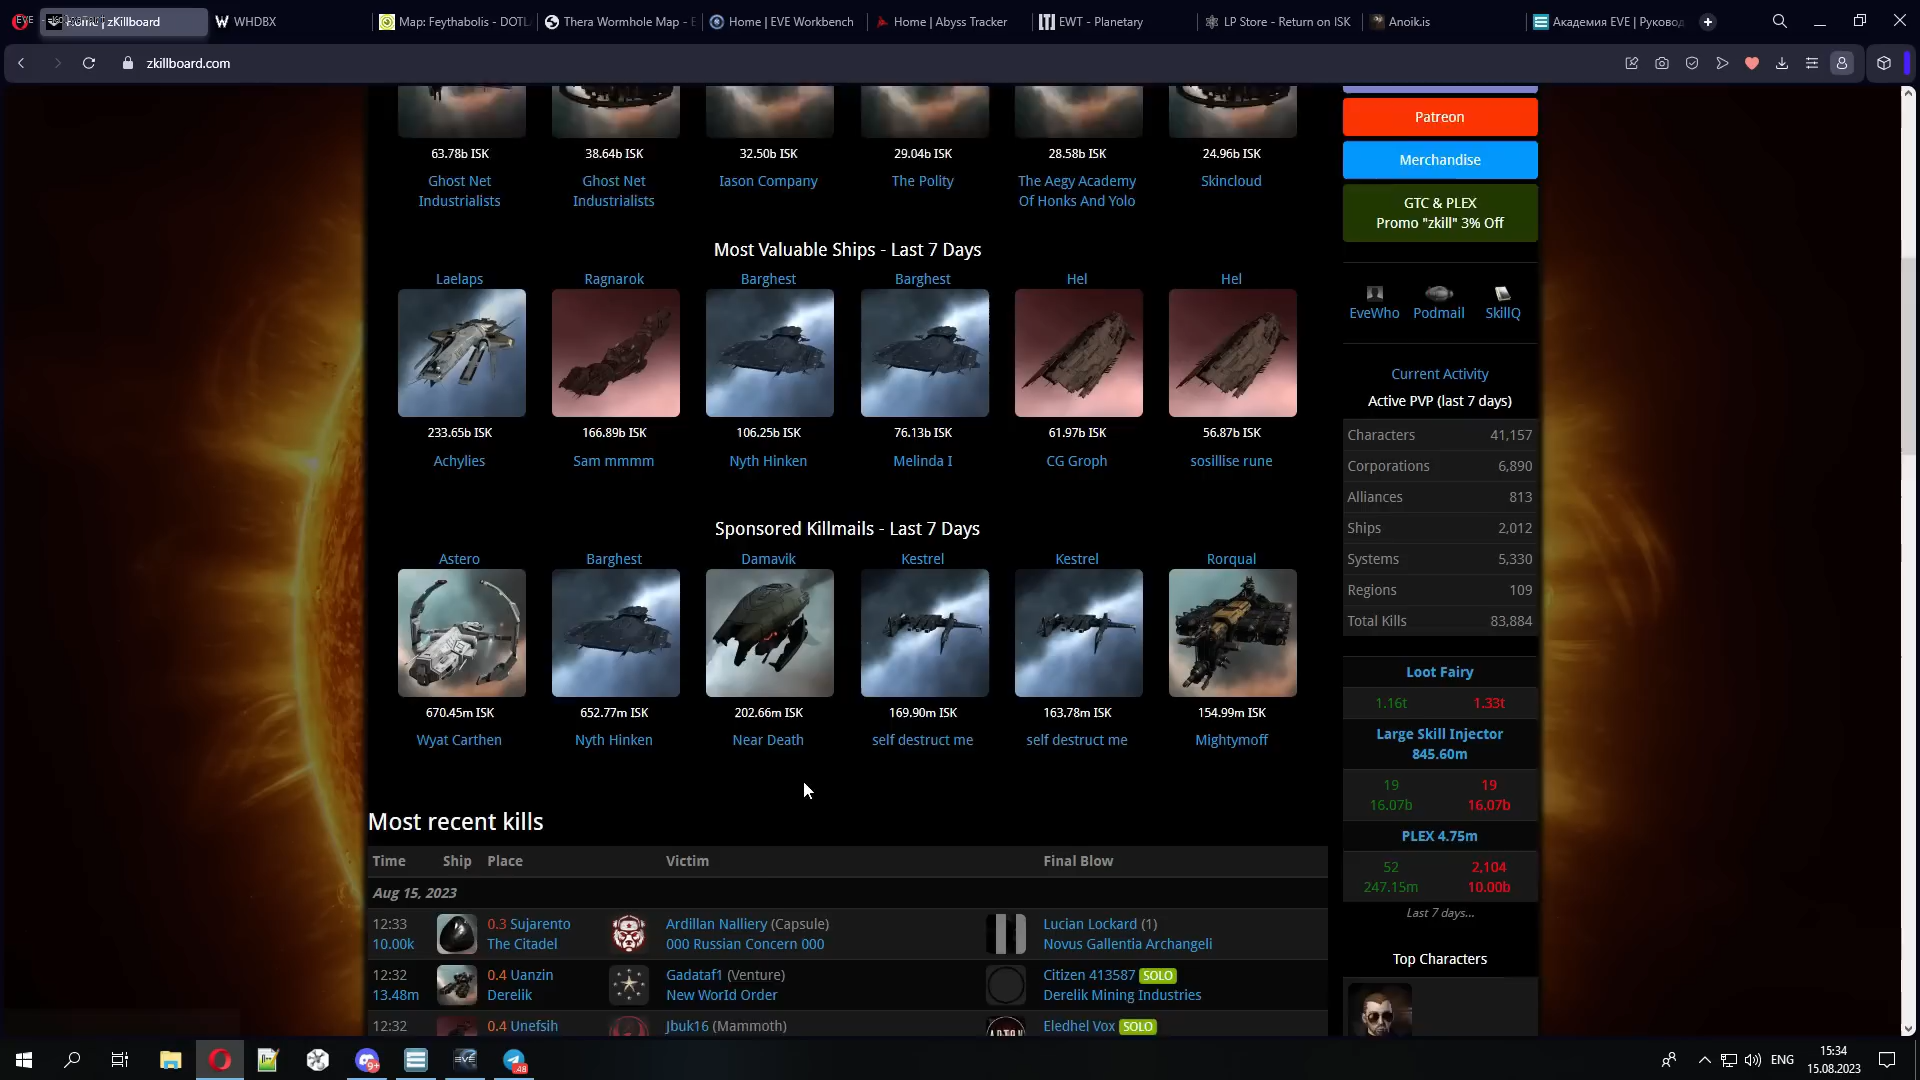 Home | zKillboard
WHDBX
Map: Feythabolis - DOTL
Thera Wormhole Map - E
Home | EVE Workbench
Home | Abyss Tracker
EWT - Planetary
LP Store - Return on ISK
Anoik.is
Академия EVE | Руковод
zkillboard.com
63.78b ISK
38.64b ISK
32.50b ISK
29.04b ISK
28.58b ISK
24.96b ISK
Ghost Net Industrialists
Ghost Net Industrialists
Iason Company
The Polity
The Aegy Academy Of Honks And Yolo
Skincloud
Most Valuable Ships - Last 7 Days
Laelaps
Ragnarok
Barghest
Barghest
Hel
Hel
233.65b ISK
166.89b ISK
106.25b ISK
76.13b ISK
61.97b ISK
56.87b ISK
Achylies
Sam mmmm
Nyth Hinken
Melinda I
CG Groph
sosillise rune
Sponsored Killmails - Last 7 Days
Astero
Barghest
Damavik
Kestrel
Kestrel
Rorqual
670.45m ISK
652.77m ISK
202.66m ISK
169.90m ISK
163.78m ISK
154.99m ISK
Wyat Carthen
Nyth Hinken
Near Death
self destruct me
self destruct me
Mightymoff
Most recent kills
Time Ship Place Victim Final Blow
Aug 15, 2023
12:33 0.3 Sujarento Ardillan Nalliery (Capsule) Lucian Lockard (1)
10.00k The Citadel 000 Russian Concern 000 Novus Gallentia Archangeli
12:32 0.4 Uanzin Gadataf1 (Venture) Citizen 413587 SOLO
13.48m Derelik New WorId Order Derelik Mining Industries
12:32 0.4 Unefsih Jbuk16 (Mammoth) Eledhel Vox SOLO
Patreon
Merchandise
GTC & PLEX
Promo "zkill" 3% Off
EveWho Podmail SkillQ
Current Activity
Active PVP (last 7 days)
Characters 41,157
Corporations 6,890
Alliances 813
Ships 2,012
Systems 5,330
Regions 109
Total Kills 83,884
Loot Fairy
1.16t 1.33t
Large Skill Injector
845.60m
19 19
16.07b 16.07b
PLEX 4.75m
52 2,104
247.15m 10.00b
Last 7 days...
Top Characters
9+
EVE
48
ENG
15:34
15.08.2023